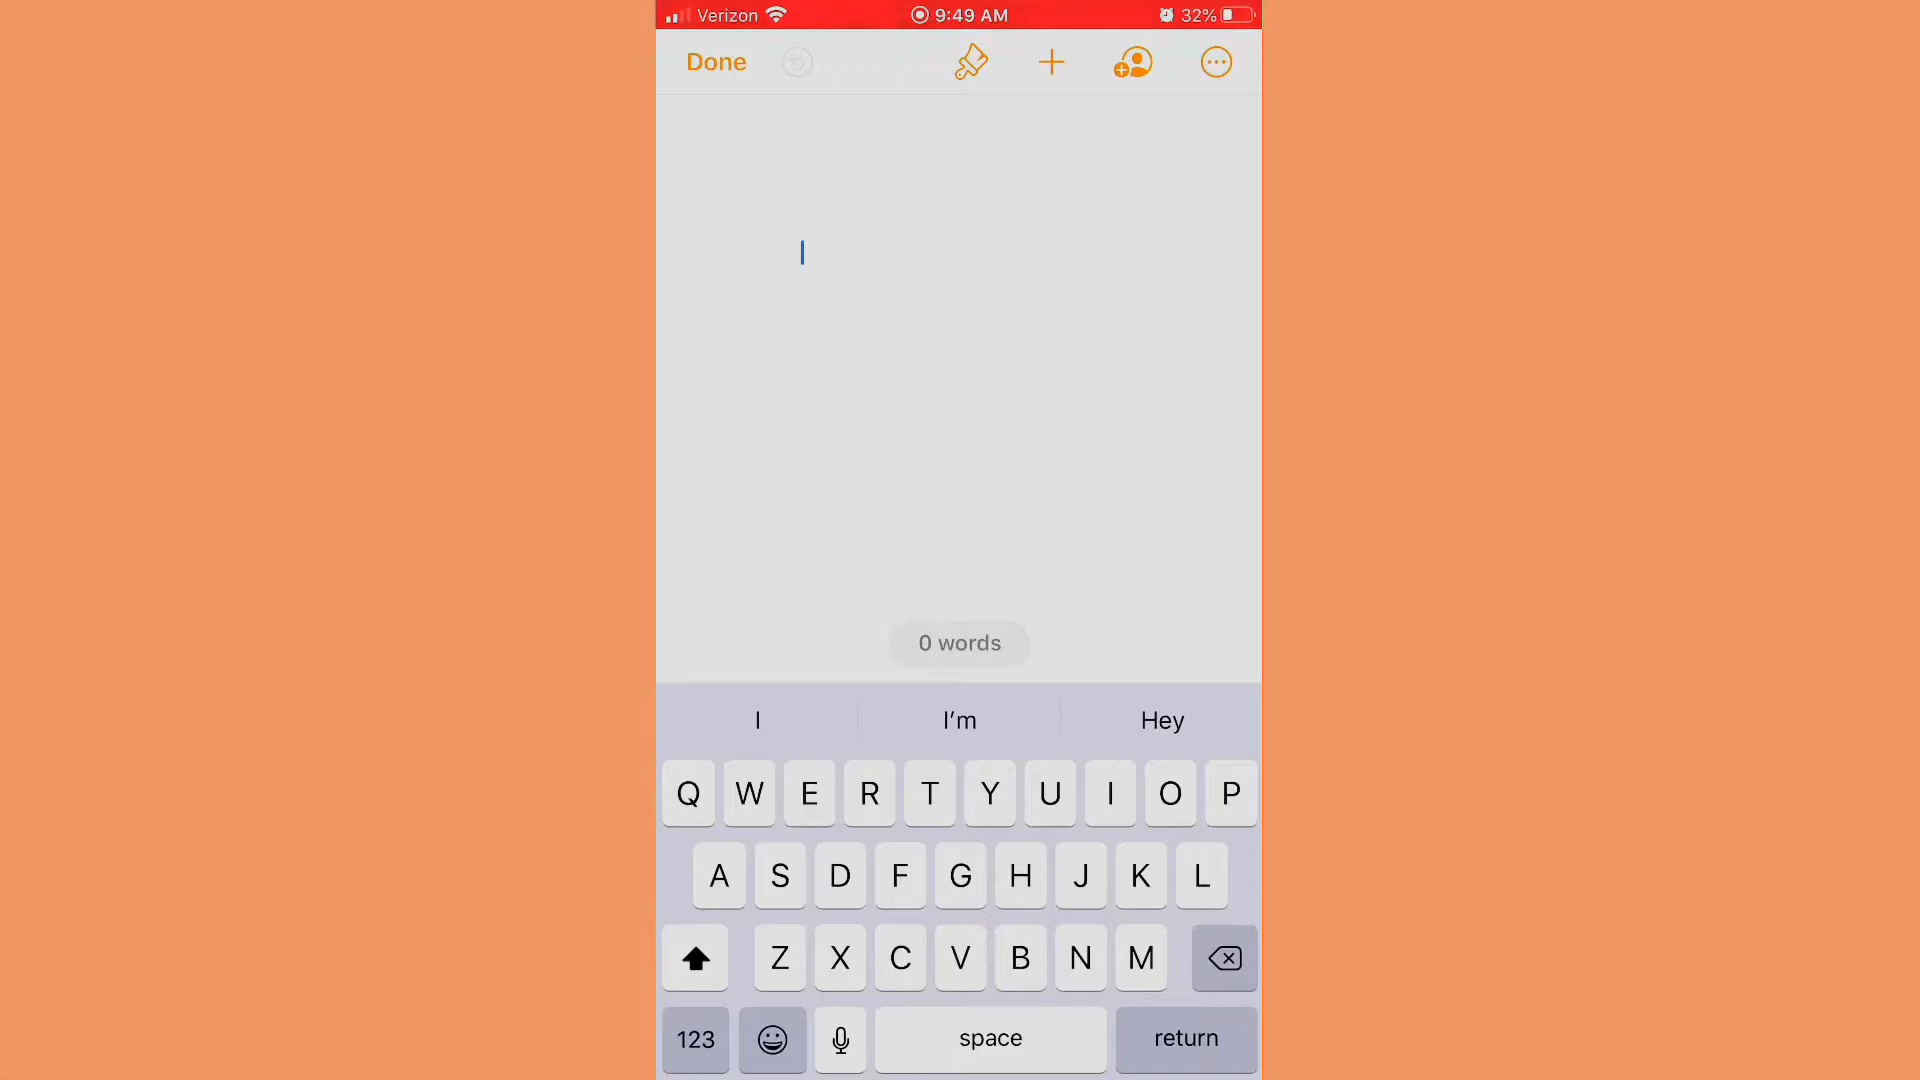 Verizon 9:49 AM 32%
Done
0 words
I I’m Hey
Q W E R T Y U I O P
A S D F G H J K L
Z X C V B N M
123 space return